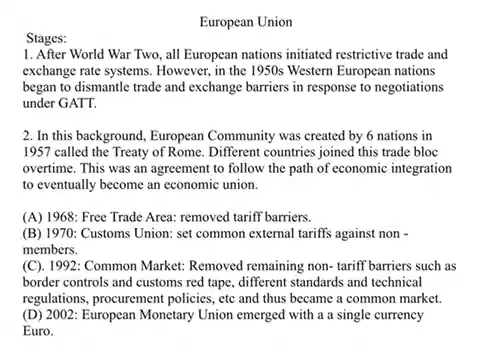 European Union
Stages:
1. After World War Two, all European nations initiated restrictive trade and
exchange rate systems. However, in the 1950s Western European nations
began to dismantle trade and exchange barriers in response to negotiations
under GATT.
2. In this background, European Community was created by 6 nations in
1957 called the Treaty of Rome. Different countries joined this trade bloc
overtime. This was an agreement to follow the path of economic integration
to eventually become an economic union.
(A) 1968: Free Trade Area: removed tariff barriers.
(B) 1970: Customs Union: set common external tariffs against non -
members.
(C). 1992: Common Market: Removed remaining non- tariff barriers such as
border controls and customs red tape, different standards and technical
regulations, procurement policies, etc and thus became a common market.
(D) 2002: European Monetary Union emerged with a a single currency
Euro.